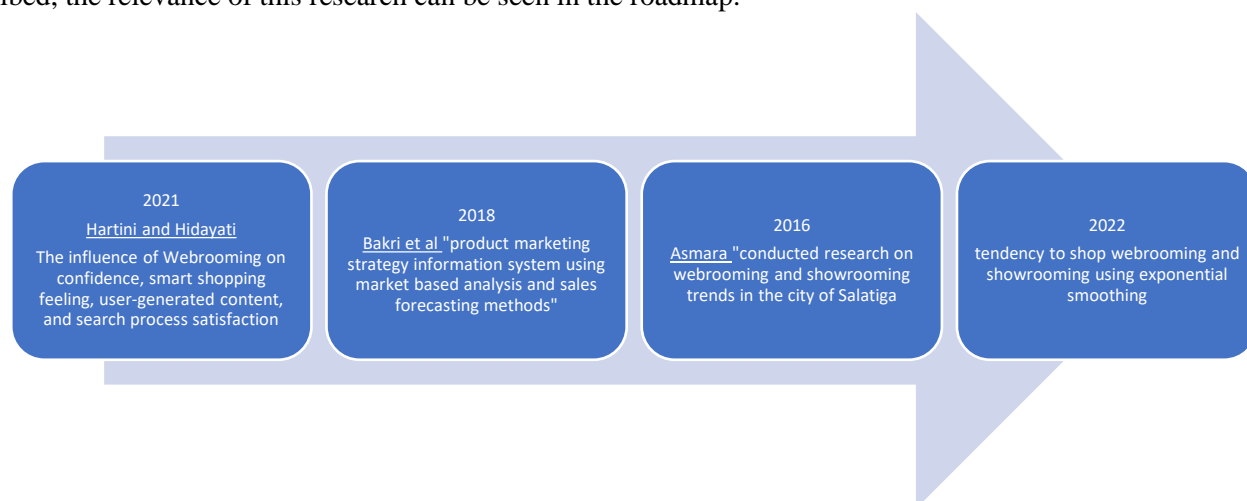 the relevance of this research can be seen in the roadmap.
2021
Hartini and Hidayati
The influence of Webrooming on
confidence, smart shopping
feeling, user-generated content,
and search process satisfaction
2018
Bakri et al "product marketing
strategy information system using
market based analysis and sales
forecasting methods"
2016
Asmara "conducted research on
webrooming and showrooming
trends in the city of Salatiga
2022
tendency to shop webrooming and
showrooming using exponential
smoothing